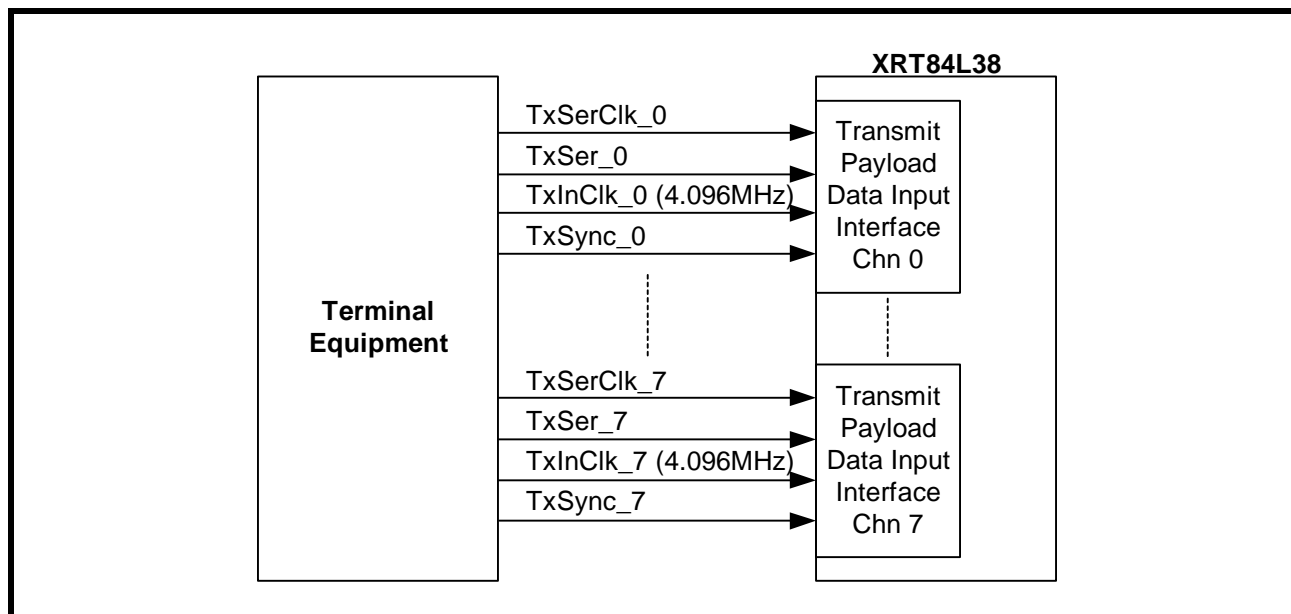 XRT84L38
Terminal
Equipment
TxSerClk_0
TxSer_0
TxInClk_0 (4.096MHz)
TxSync_0
Transmit
Payload
Data Input
Interface
Chn 0
TxSerClk_7
TxSer_7
TxInClk_7 (4.096MHz)
TxSync_7
Transmit
Payload
Data Input
Interface
Chn 7